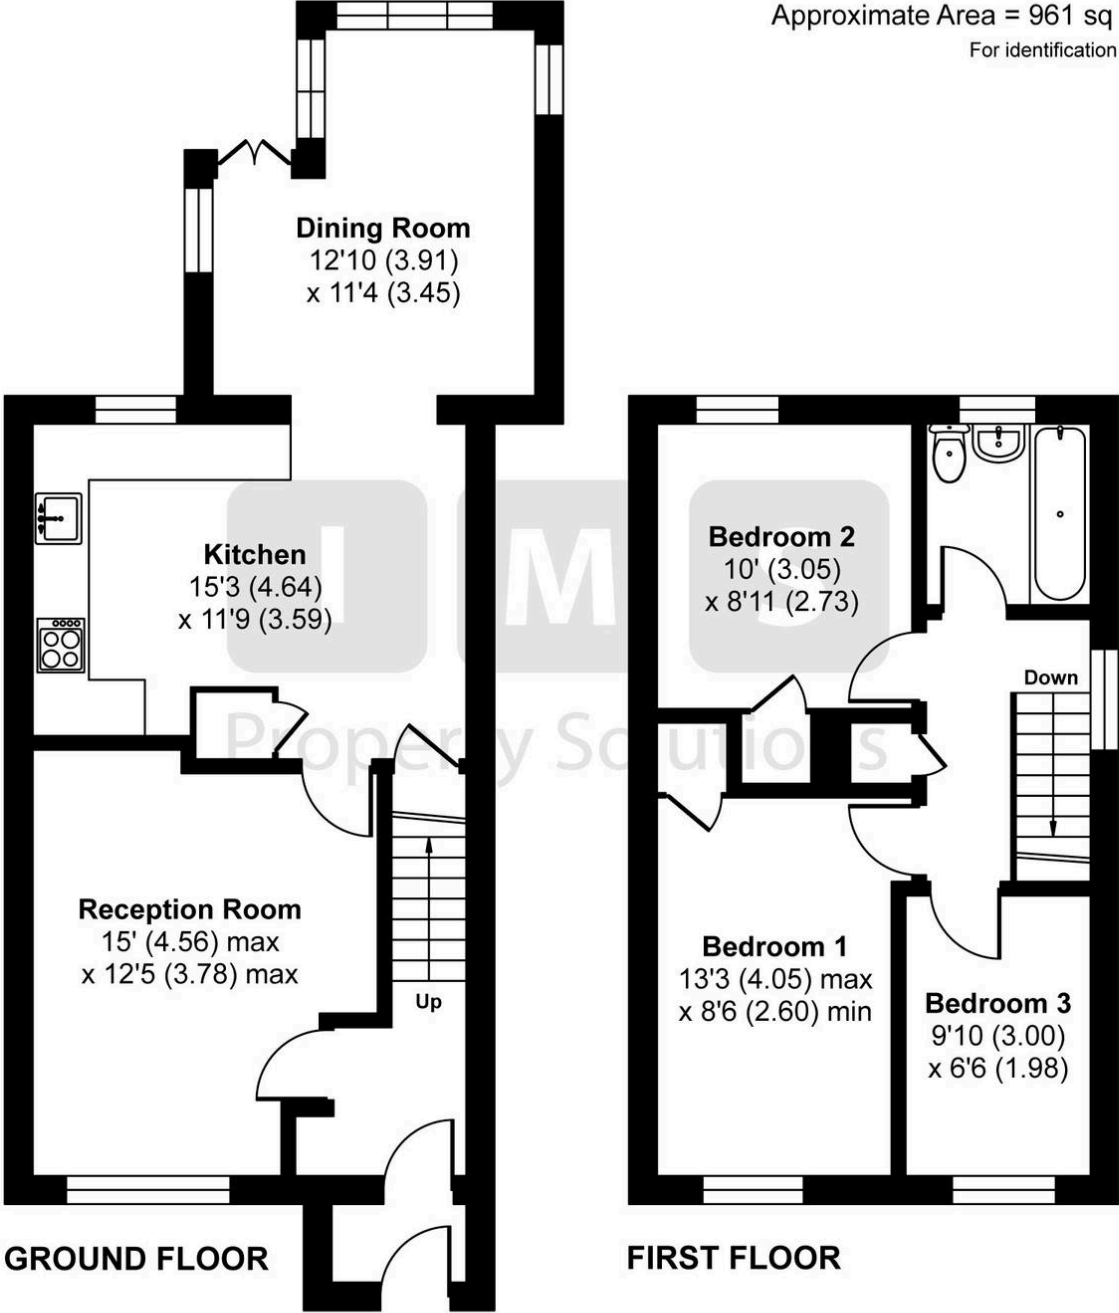 Approximate Area = 961 sq
For identification
Dining Room
12'10 (3.91)
x 11'4 (3.45)
Kitchen
15'3 (4.64)
x 11'9 (3.59)
Reception Room
15' (4.56) max
x 12'5 (3.78) max
Up
GROUND FLOOR
Bedroom 2
10' (3.05)
x 8'11 (2.73)
Down
Bedroom 1
13'3 (4.05) max
x 8'6 (2.60) min
Bedroom 3
9'10 (3.00)
x 6'6 (1.98)
FIRST FLOOR
I M S
Property Solutions